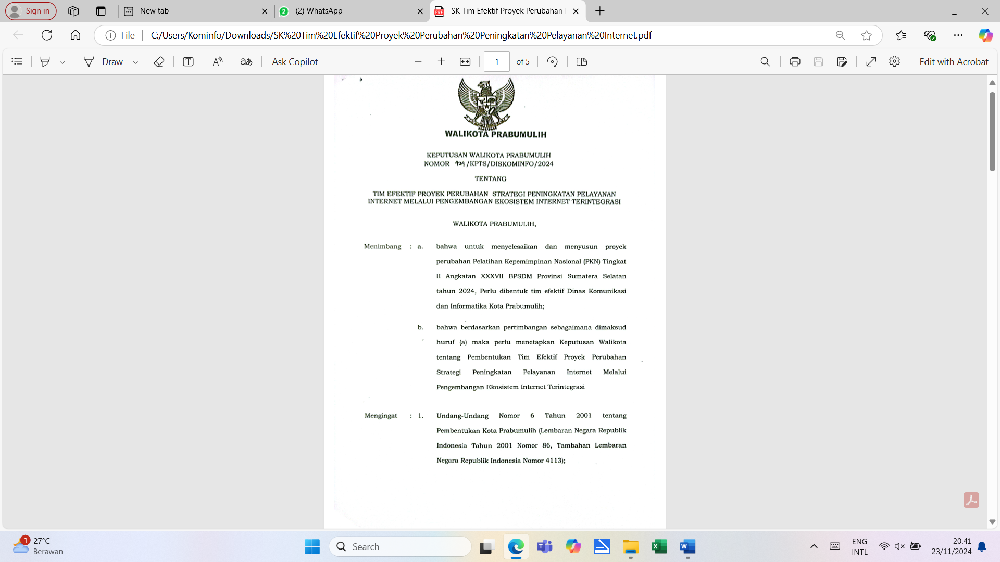 Sign in
New tab
(2) WhatsApp
SK Tim Efektif Proyek Perubahan P
File
C:/Users/Kominfo/Downloads/SK%20Tim%20Efektif%20Proyek%20Perubahan%20Peningkatan%20Pelayanan%20Internet.pdf
Draw
Ask Copilot
1 of 5
Edit with Acrobat
WALIKOTA PRABUMULIH
KEPUTUSAN WALIKOTA PRABUMULIH
NOMOR 424/KPTS/DISKOMINFO/2024
TENTANG
TIM EFEKTIF PROYEK PERUBAHAN STRATEGI PENINGKATAN PELAYANAN
INTERNET MELALUI PENGEMBANGAN EKOSISTEM INTERNET TERINTEGRASI
WALIKOTA PRABUMULIH,
Menimbang : a. bahwa untuk menyelesaikan dan menyusun proyek
perubahan Pelatihan Kepemimpinan Nasional (PKN) Tingkat
II Angkatan XXXVII BPSDM Provinsi Sumatera Selatan
tahun 2024, Perlu dibentuk tim efektif Dinas Komunikasi
dan Informatika Kota Prabumulih;
b. bahwa berdasarkan pertimbangan sebagaimana dimaksud
huruf (a) maka perlu menetapkan Keputusan Walikota
tentang Pembentukan Tim Efektif Proyek Perubahan
Strategi Peningkatan Pelayanan Internet Melalui
Pengembangan Ekosistem Internet Terintegrasi
Mengingat : 1. Undang-Undang Nomor 6 Tahun 2001 tentang
Pembentukan Kota Prabumulih (Lembaran Negara Republik
Indonesia Tahun 2001 Nomor 86, Tambahan Lembaran
Negara Republik Indonesia Nomor 4113);
1
27°C
Berawan
Search
ENG
INTL
20.41
23/11/2024